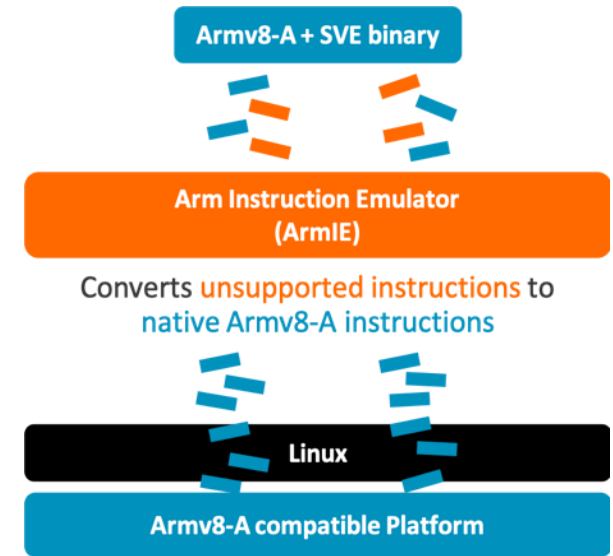 Armv8-A + SVE binary
Arm Instruction Emulator
(ArmIE)
Converts unsupported instructions to
native Armv8-A instructions
Linux
Armv8-A compatible Platform